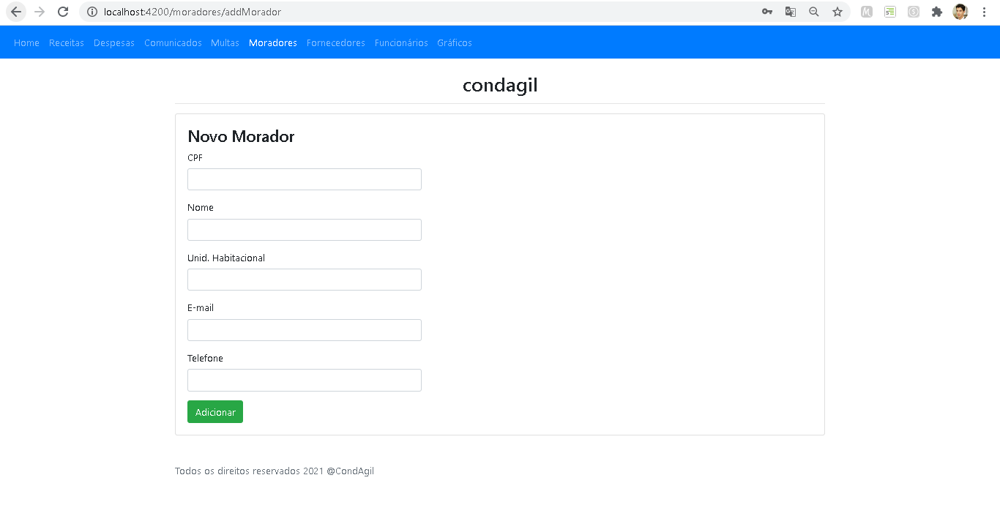 localhost:4200/moradores/addMorador
Home Receitas Despesas Comunicados Multas Moradores Fornecedores Funcionários Gráficos
condagil
Novo Morador
CPF
Nome
Unid. Habitacional
E-mail
Telefone
Adicionar
Todos os direitos reservados 2021 @CondAgil